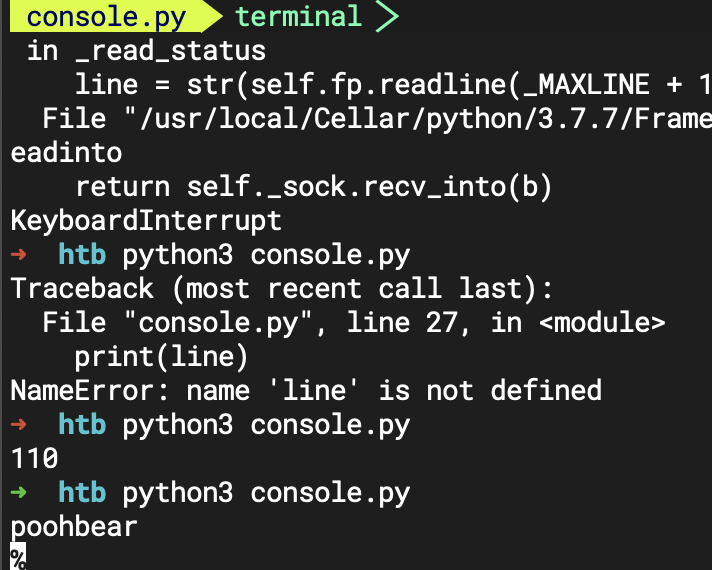 console.py terminal
in _read_status
line = str(self.fp.readline(_MAXLINE + 1
File "/usr/local/Cellar/python/3.7.7/Frame
eadinto
return self._sock.recv_into(b)
KeyboardInterrupt
➜ htb python3 console.py
Traceback (most recent call last):
File "console.py", line 27, in <module>
print(line)
NameError: name 'line' is not defined
➜ htb python3 console.py
110
➜ htb python3 console.py
poohbear
%